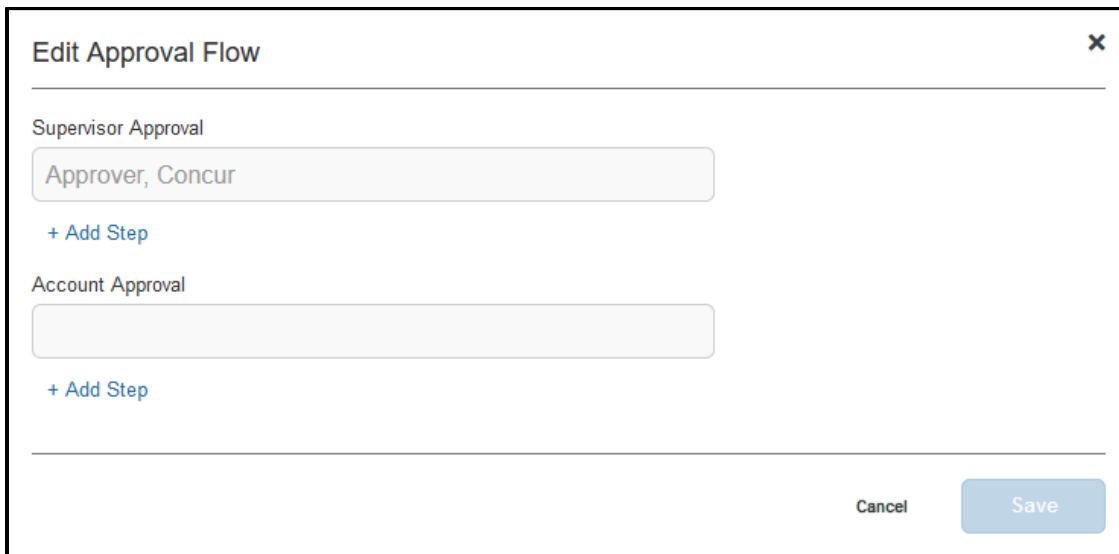 Edit Approval Flow
Supervisor Approval
Approver, Concur
+ Add Step
Account Approval
+ Add Step
Cancel Save